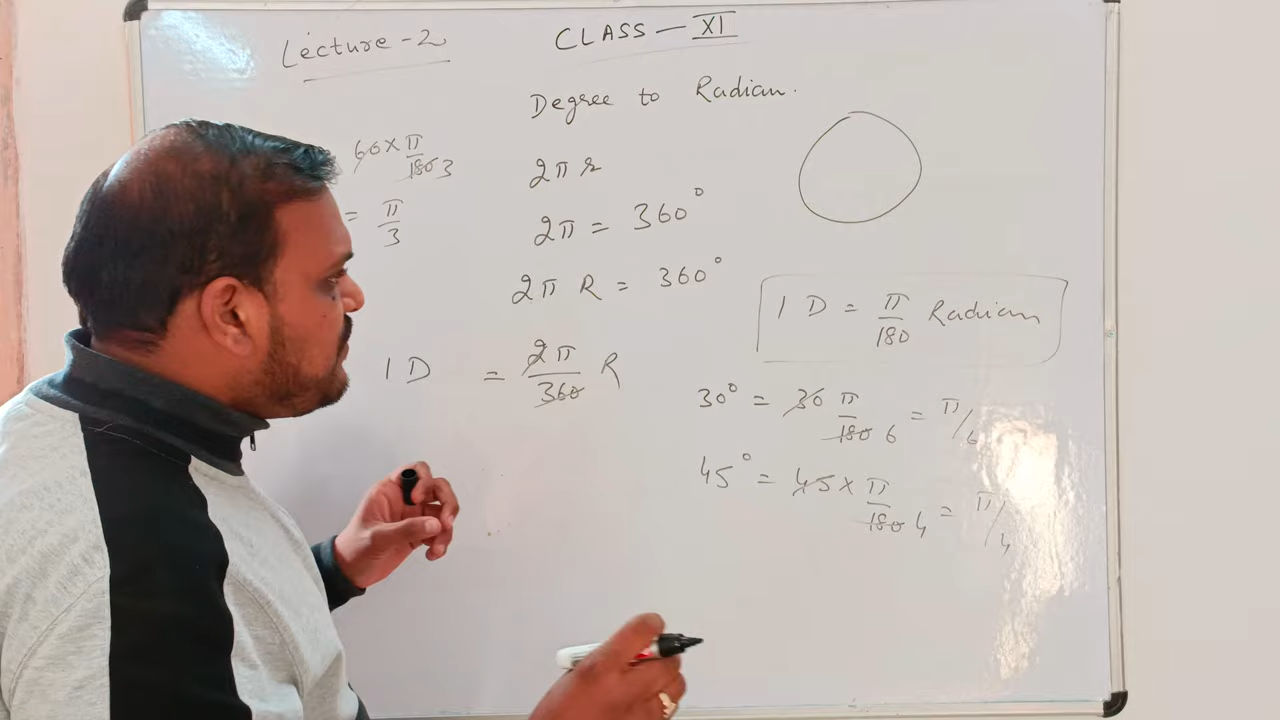 Lecture - 2
CLASS — XI
Degree to Radian.
60 × π/180 3
= π/3
2πr
2π = 360°
2π R = 360°
1 D = 2π/360 R
1 D = π/180 Radian
30° = 30 π/180 6 = π/6
45° = 45 × π/180 4 = π/4